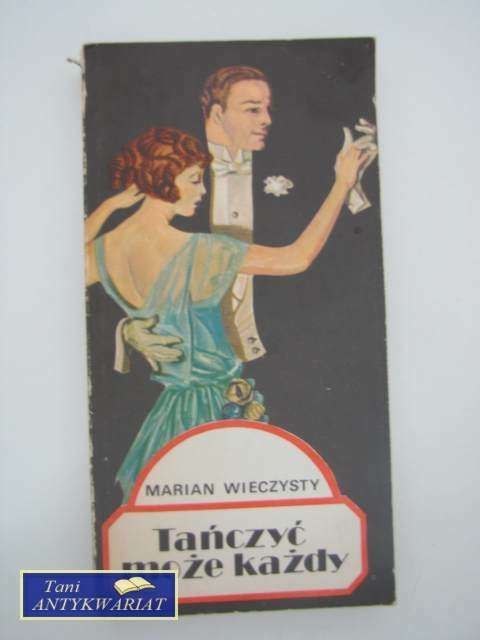 MARIAN WIECZYSTY
Tańczyć
może każdy
Tani
ANTYKWARIAT